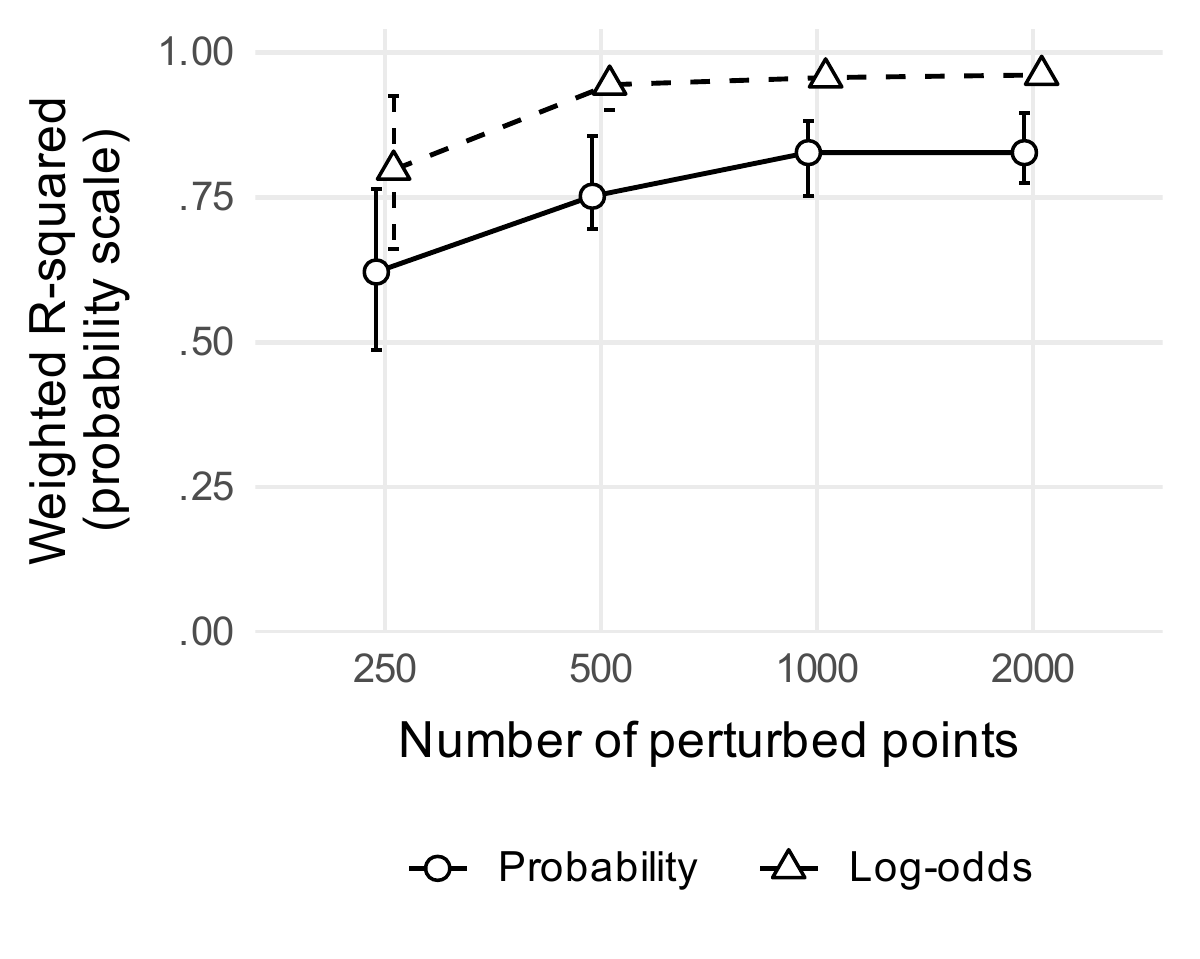 Weighted R-squared
(probability scale)
1.00
.75
.50
.25
.00
250 500 1000 2000
Number of perturbed points
Probability Log-odds